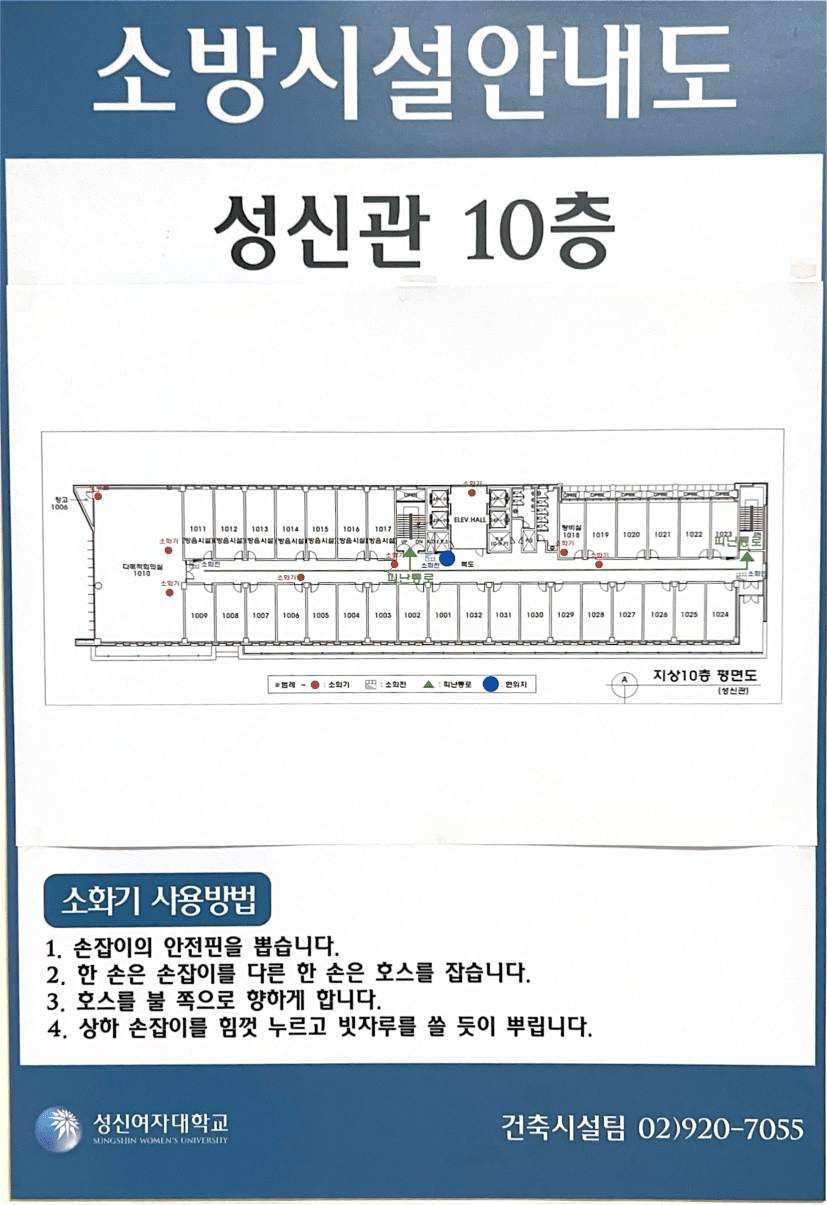 소방시설안내도
성신관 10층
소화기
창고
1006
1011 1012 1013 1014 1015 1016 1017
방음시설 방음시설 방음시설 방음시설 방음시설 방음시설 방음시설
ELEV.HALL
탕비실
1018 1019 1020 1021 1022 1023
피난통로
소화기
소화기
소화기
소화기
소화전
소화전
복도
소화전
다목적회의실
1010
소화기
소화기
피난통로
1009 1008 1007 1006 1005 1004 1003 1002 1001 1032 1031 1030 1029 1028 1027 1026 1025 1024
※범례 - : 소화기 : 소화전 : 피난통로 : 현위치
A
지상10층 평면도
(성신관)
소화기 사용방법
1. 손잡이의 안전핀을 뽑습니다.
2. 한 손은 손잡이를 다른 한 손은 호스를 잡습니다.
3. 호스를 불 쪽으로 향하게 합니다.
4. 상하 손잡이를 힘껏 누르고 빗자루를 쓸 듯이 뿌립니다.
성신여자대학교
SUNGSHIN WOMEN'S UNIVERSITY
건축시설팀 02)920-7055